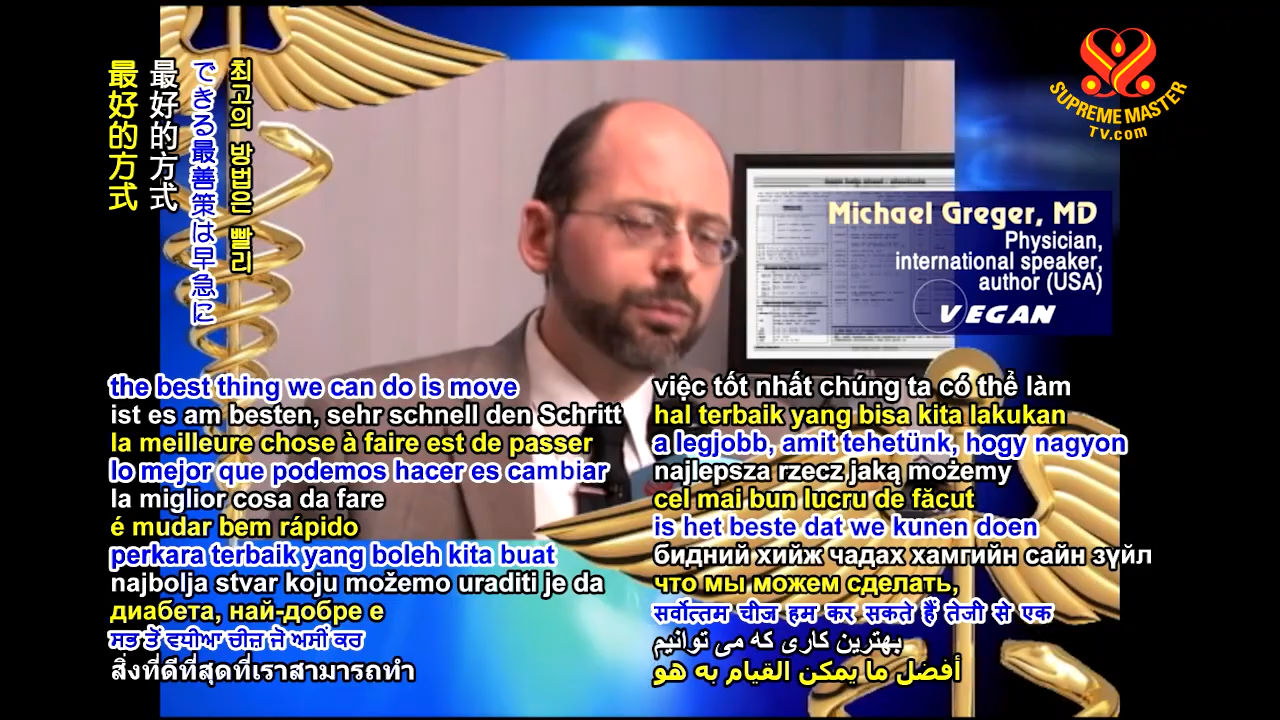 最好的方式
最好的方式
できる最善策は早急に
최고의 방법은 빨리
SUPREME MASTER
TV.com
Michael Greger, MD
Physician,
international speaker,
author (USA)
VEGAN
the best thing we can do is move
ist es am besten, sehr schnell den Schritt
la meilleure chose à faire est de passer
lo mejor que podemos hacer es cambiar
la miglior cosa da fare
é mudar bem rápido
perkara terbaik yang boleh kita buat
najbolja stvar koju možemo uraditi je da
диабета, най-добре е
ਸਭ ਤੋਂ ਵਧੀਆ ਚੀਜ਼ ਜੋ ਅਸੀਂ ਕਰ
สิ่งที่ดีที่สุดที่เราสามารถทำ
việc tốt nhất chúng ta có thể làm
hal terbaik yang bisa kita lakukan
a legjobb, amit tehetünk, hogy nagyon
najlepsza rzecz jaką możemy
cel mai bun lucru de făcut
is het beste dat we kunen doen
бидний хийж чадах хамгийн сайн зүйл
что мы можем сделать,
सर्वोत्तम चीज हम कर सकते हैं तेजी से एक
بهترین کاری که می توانیم
أفضل ما يمكن القيام به هو